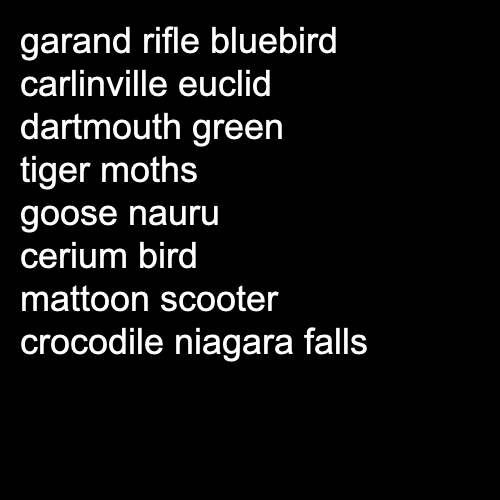 garand rifle bluebird
carlinville euclid
dartmouth green
tiger moths
goose nauru
cerium bird
mattoon scooter
crocodile niagara falls